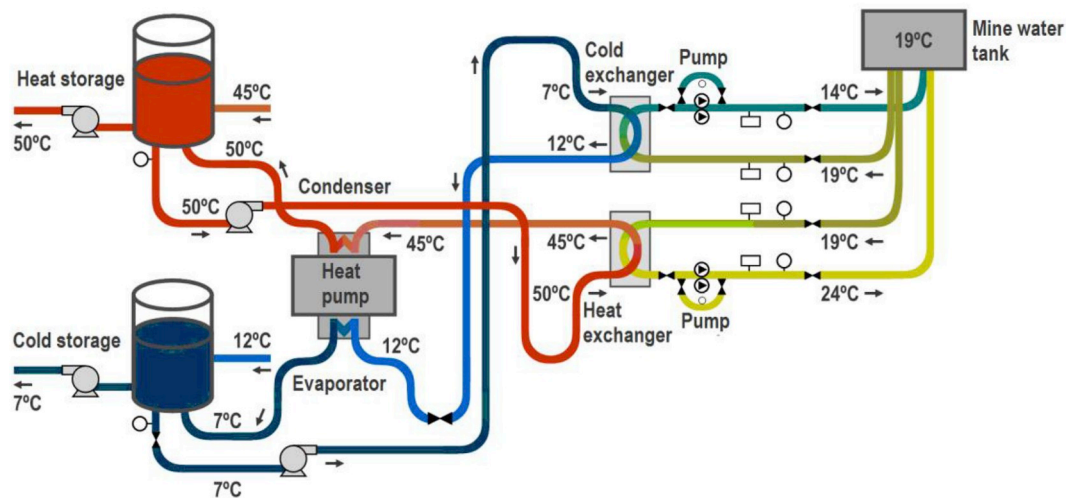 Heat storage
45ºC
50ºC
50ºC
50ºC
Condenser
Heat
pump
45ºC
Cold storage
12ºC
7ºC
7ºC
7ºC
Evaporator
12ºC
Cold
exchanger
7ºC
12ºC
Pump
14ºC
19ºC
19ºC
Mine water
tank
19ºC
45ºC
50ºC
Heat
exchanger
Pump
24ºC